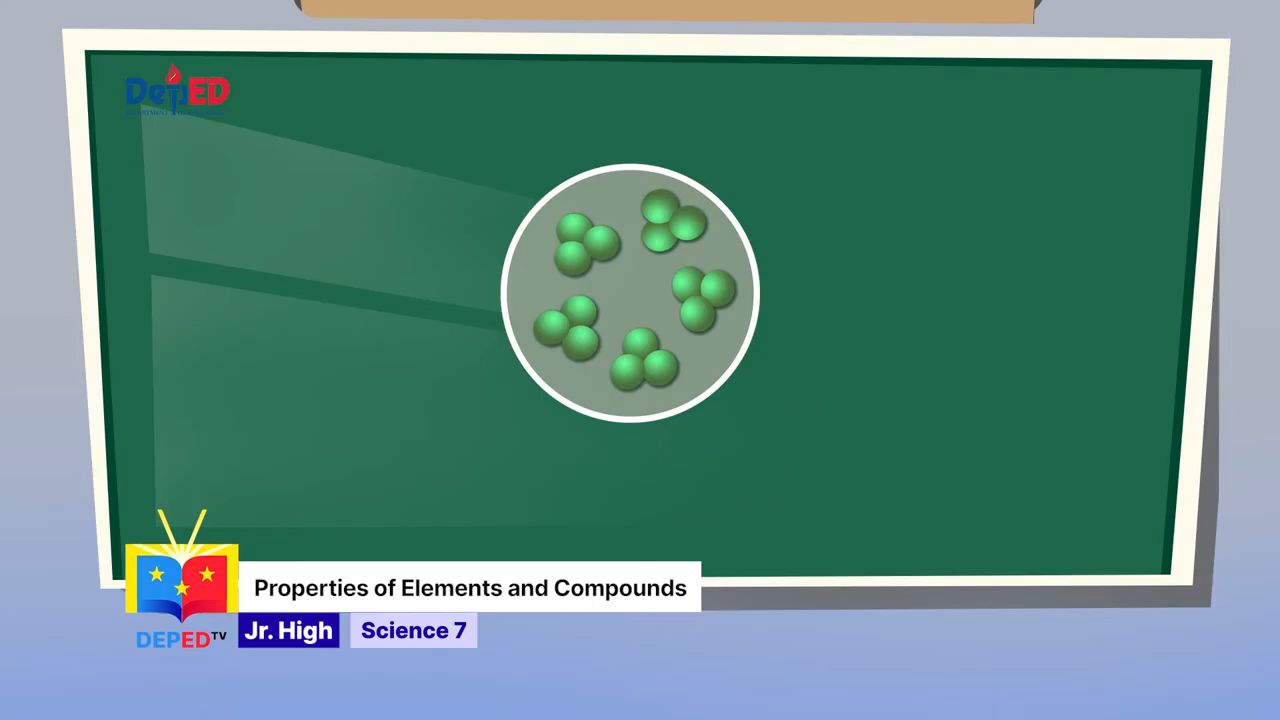 DepED
Properties of Elements and Compounds
Jr. High
Science 7
DEPED TV